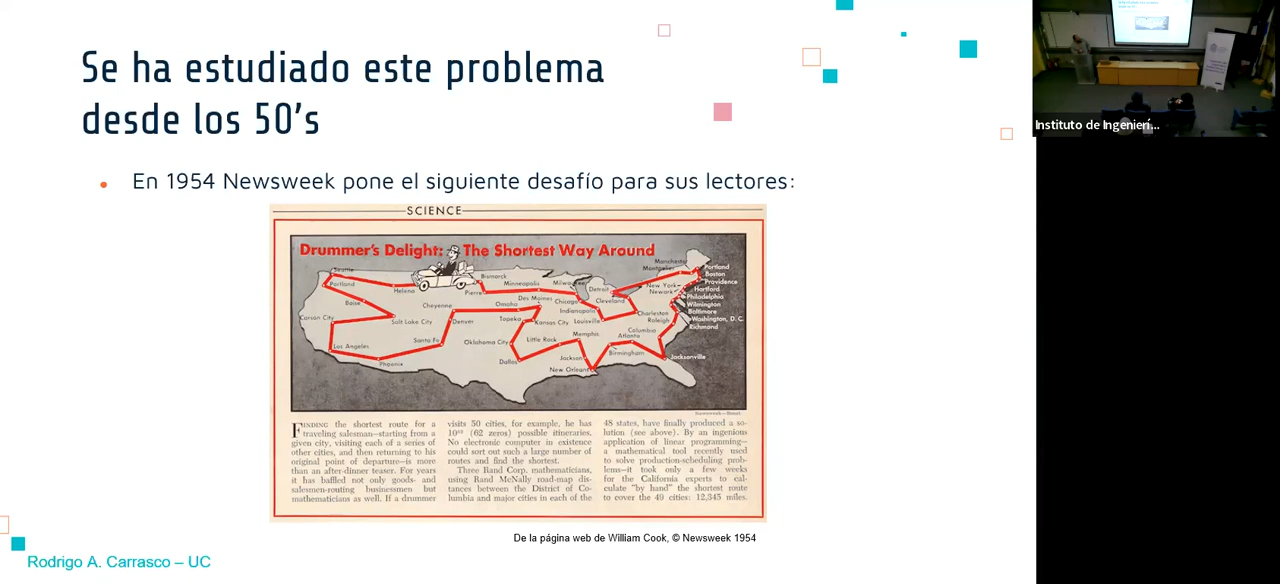 Se ha estudiado este problema
desde los 50's
• En 1954 Newsweek pone el siguiente desafío para sus lectores:
SCIENCE
Drummer's Delight: The Shortest Way Around
Seattle
Portland
Helena
Bismarck
Pierre
Minneapolis
Boise
Carson City
Salt Lake City
Cheyenne
Denver
Omaha
Des Moines
Chicago
Detroit
Cleveland
Indianapolis
Topeka
Kansas City
Louisville
Los Angeles
Phoenix
Santa Fe
Oklahoma City
Little Rock
Memphis
Dallas
Jackson
New Orleans
Birmingham
Atlanta
Columbia
Raleigh
Charleston
Jacksonville
Montpelier
Portland
Boston
Providence
Hartford
New York
Newark
Philadelphia
Wilmington
Baltimore
Washington, D. C.
Richmond
FINDING the shortest route for a
traveling salesman—starting from a
given city, visiting each of a series of
other cities, and then returning to his
original point of departure—is more
than an after-dinner teaser. For years
it has baffled not only goods- and
salesmen-routing businessmen but
mathematicians as well. If a drummer
visits 50 cities, for example, he has
10⁶² (62 zeros) possible itineraries.
No electronic computer in existence
could sort out such a large number of
routes and find the shortest.
Three Rand Corp. mathematicians,
using Rand McNally road-map dis-
tances between the District of Co-
lumbia and major cities in each of the
48 states, have finally produced a so-
lution (see above). By an ingenious
application of linear programming—
a mathematical tool recently used
to solve production-scheduling prob-
lems—it took only a few weeks
for the California experts to cal-
culate "by hand" the shortest route
to cover the 49 cities: 12,345 miles.
De la página web de William Cook, © Newsweek 1954
Rodrigo A. Carrasco – UC
Instituto de Ingenierí...